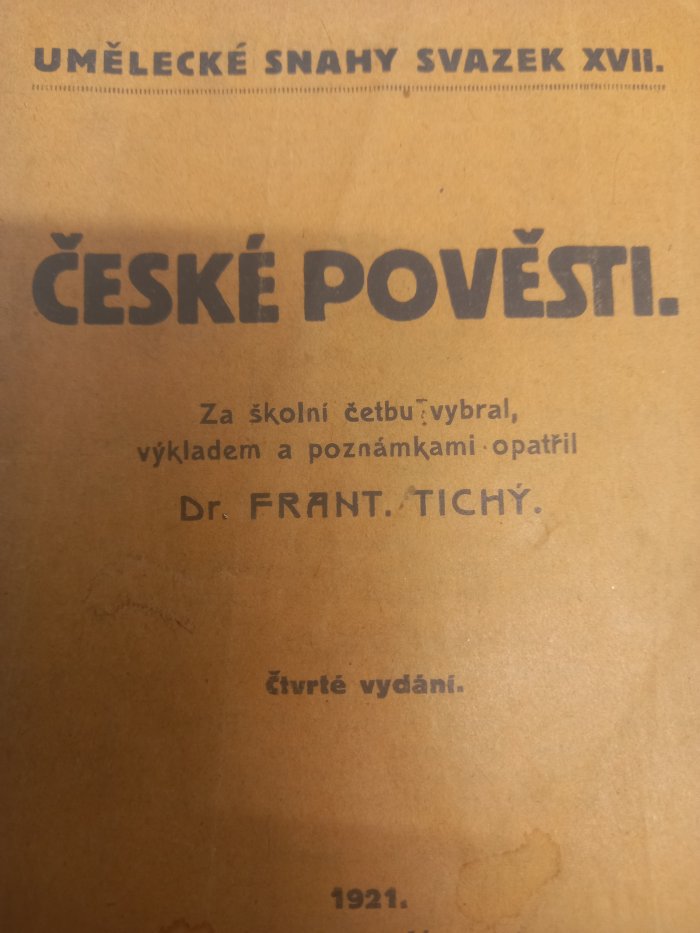 UMĚLECKÉ SNAHY SVAZEK XVII.
ČESKÉ POVĚSTI.
Za školní četbu vybral,
výkladem a poznámkami opatřil
Dr. FRANT. TICHÝ.
Čtvrté vydání.
1921.